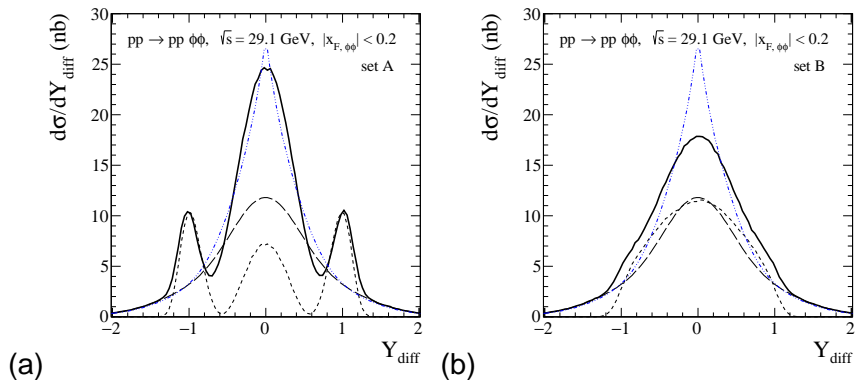 dσ/dY_diff (nb)
pp → pp ϕϕ, √s = 29.1 GeV, |x_F, ϕϕ| < 0.2
set A
30
25
20
15
10
5
0
−2 −1 0 1 2
Y_diff
(a)
dσ/dY_diff (nb)
pp → pp ϕϕ, √s = 29.1 GeV, |x_F, ϕϕ| < 0.2
set B
30
25
20
15
10
5
0
−2 −1 0 1 2
Y_diff
(b)